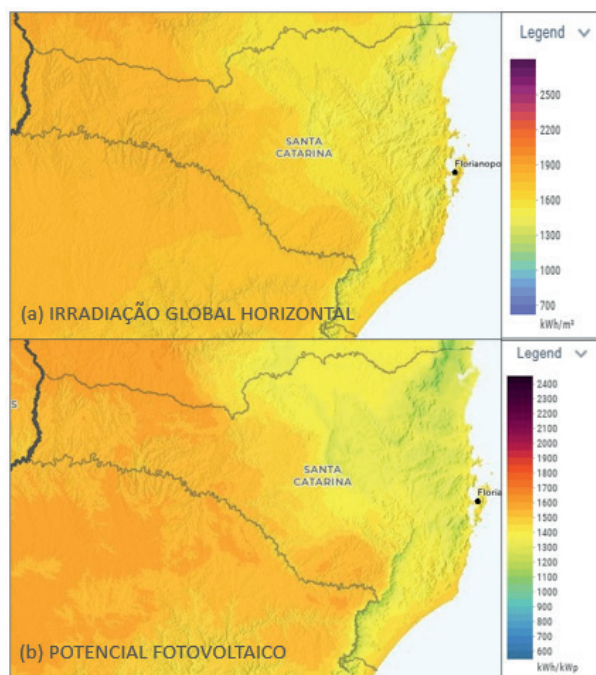 Legend
2500
2200
1900
1600
1300
1000
700
kWh/m²
SANTA
CATARINA
Florianopo
(a) IRRADIAÇÃO GLOBAL HORIZONTAL
Legend
2400
2300
2200
2100
2000
1900
1800
1700
1600
1500
1400
1300
1200
1100
1000
900
800
700
600
kWh/kWp
S
SANTA
CATARINA
Floria
(b) POTENCIAL FOTOVOLTAICO